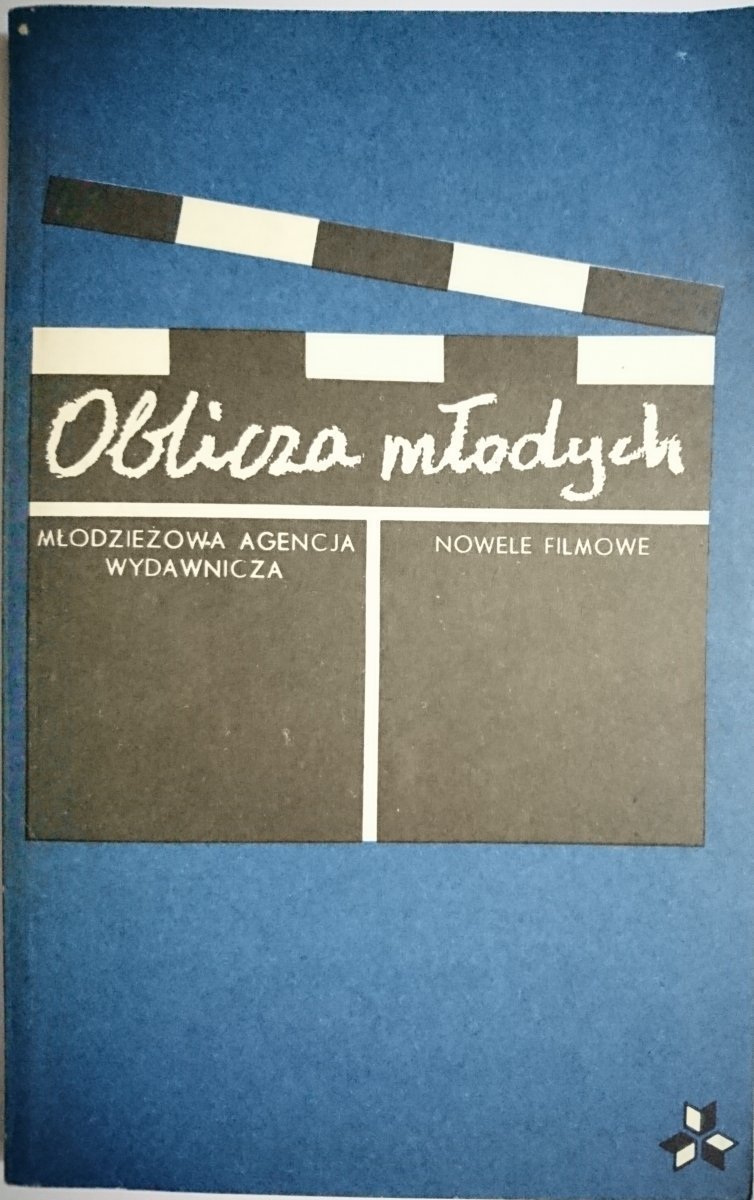 Oblicza młodych
MŁODZIEŻOWA AGENCJA
WYDAWNICZA
NOWELE FILMOWE